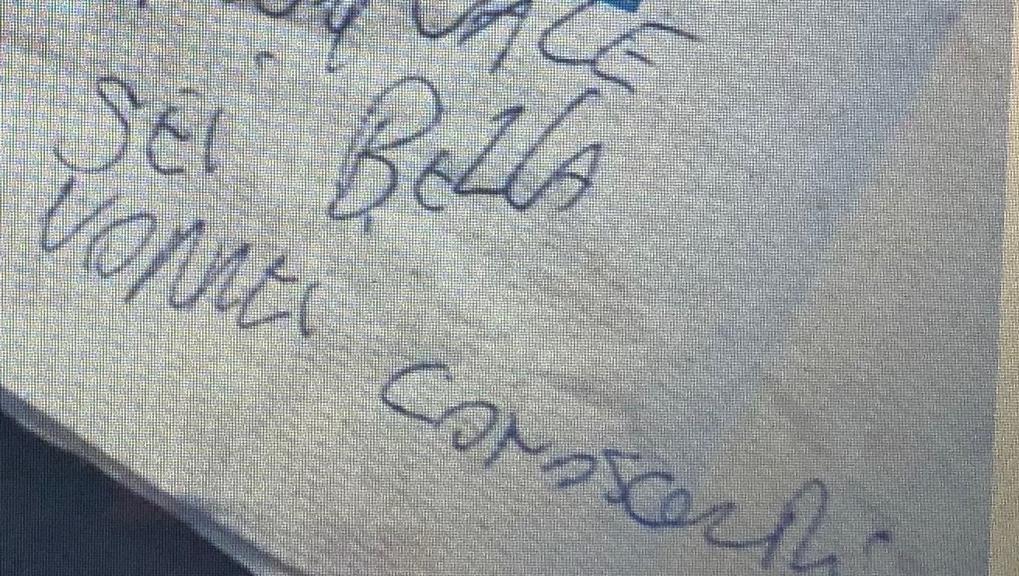 SEI BELLA
VORREI conoscerti